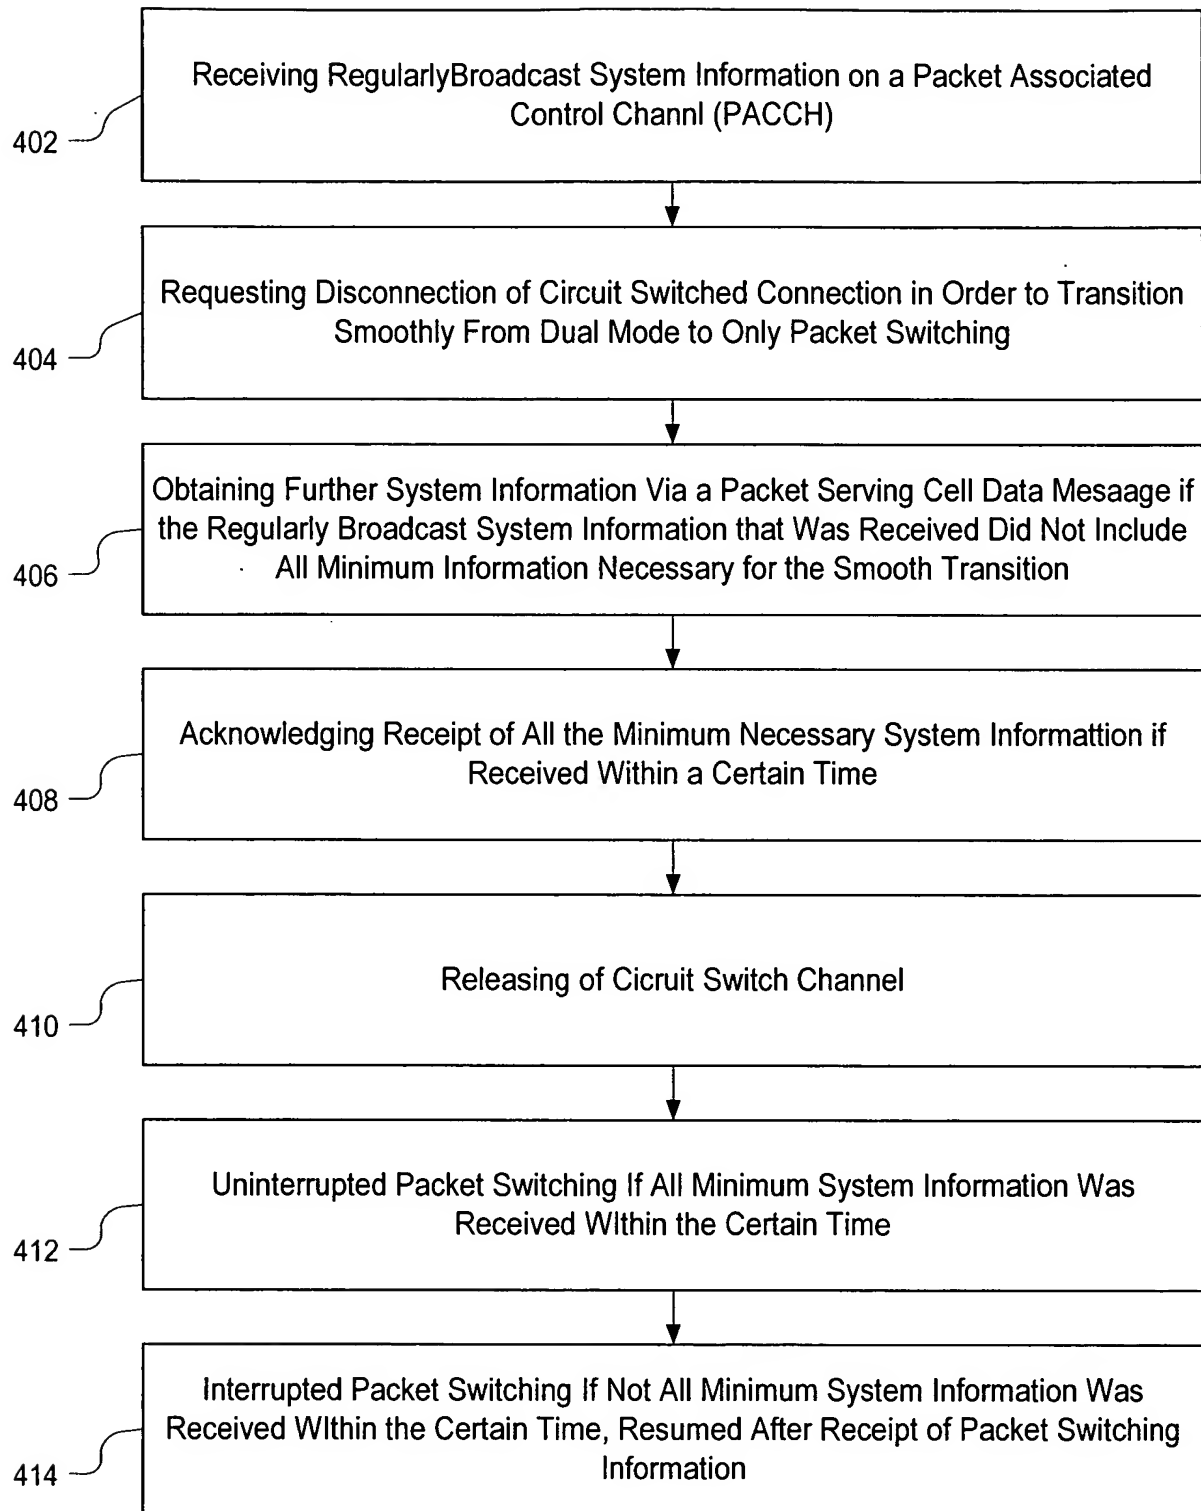 Receiving RegularlyBroadcast System Information on a Packet Associated
Control Channl (PACCH)
402
Requesting Disconnection of Circuit Switched Connection in Order to Transition
Smoothly From Dual Mode to Only Packet Switching
404
Obtaining Further System Information Via a Packet Serving Cell Data Mesaage if
the Regularly Broadcast System Information that Was Received Did Not Include
All Minimum Information Necessary for the Smooth Transition
406
Acknowledging Receipt of All the Minimum Necessary System Informattion if
Received Within a Certain Time
408
Releasing of Cicruit Switch Channel
410
Uninterrupted Packet Switching If All Minimum System Information Was
Received WIthin the Certain Time
412
Interrupted Packet Switching If Not All Minimum System Information Was
Received WIthin the Certain Time, Resumed After Receipt of Packet Switching
Information
414